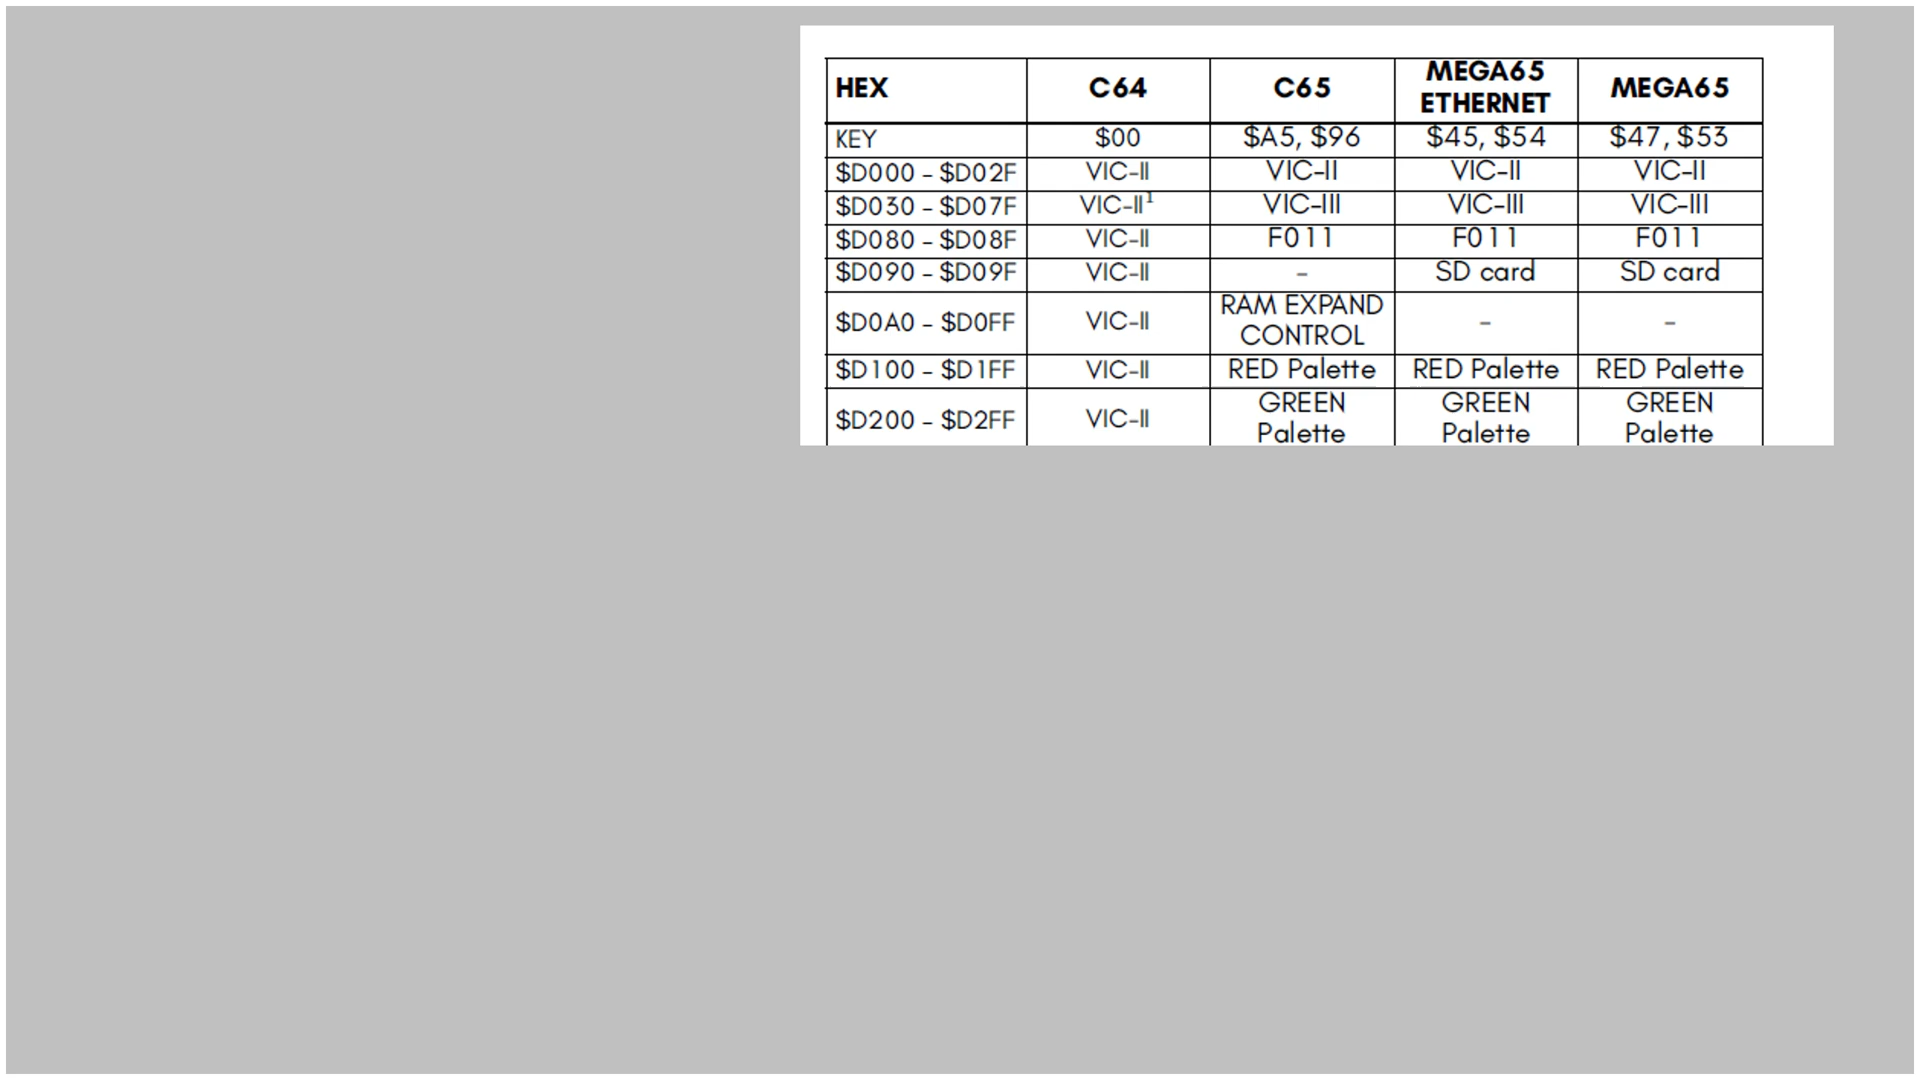 HEX C64 C65 MEGA65 ETHERNET MEGA65
KEY $00 $A5, $96 $45, $54 $47, $53
$D000 - $D02F VIC-II VIC-II VIC-II VIC-II
$D030 - $D07F VIC-II¹ VIC-III VIC-III VIC-III
$D080 - $D08F VIC-II F011 F011 F011
$D090 - $D09F VIC-II - SD card SD card
$D0A0 - $D0FF VIC-II RAM EXPAND CONTROL - -
$D100 - $D1FF VIC-II RED Palette RED Palette RED Palette
$D200 - $D2FF VIC-II GREEN Palette GREEN Palette GREEN Palette